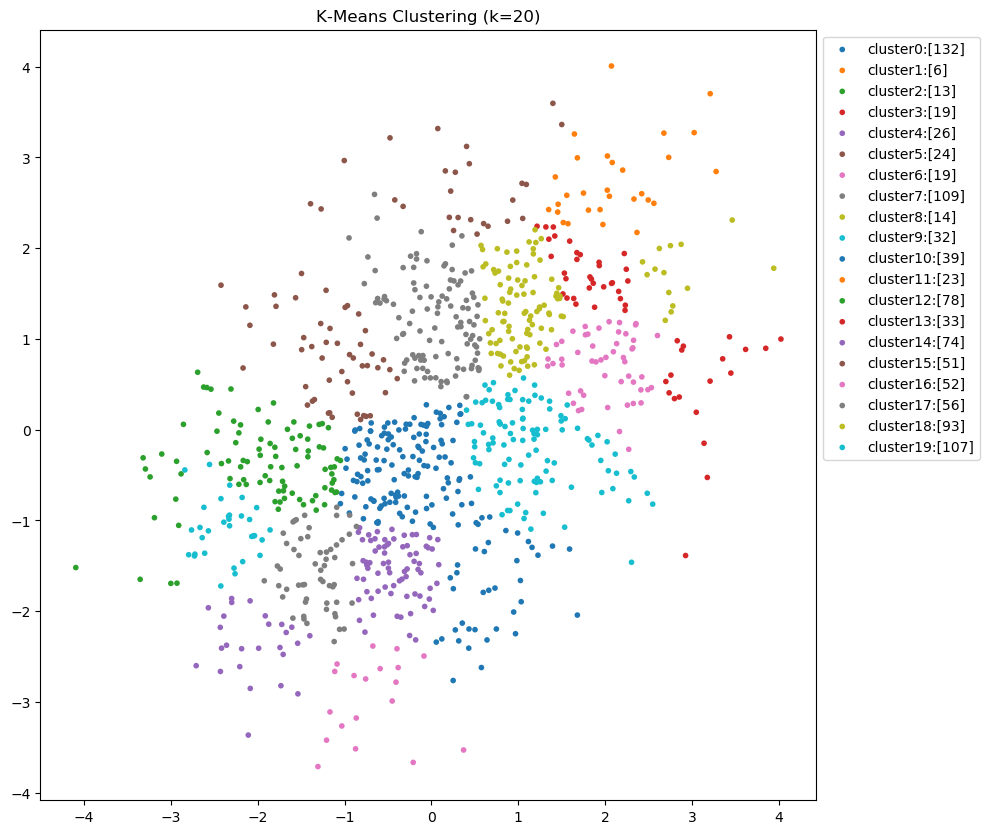 K-Means Clustering (k=20)
4
3
2
1
0
−1
−2
−3
−4
−4
−3
−2
−1
0
1
2
3
4
cluster0:[132]
cluster1:[6]
cluster2:[13]
cluster3:[19]
cluster4:[26]
cluster5:[24]
cluster6:[19]
cluster7:[109]
cluster8:[14]
cluster9:[32]
cluster10:[39]
cluster11:[23]
cluster12:[78]
cluster13:[33]
cluster14:[74]
cluster15:[51]
cluster16:[52]
cluster17:[56]
cluster18:[93]
cluster19:[107]